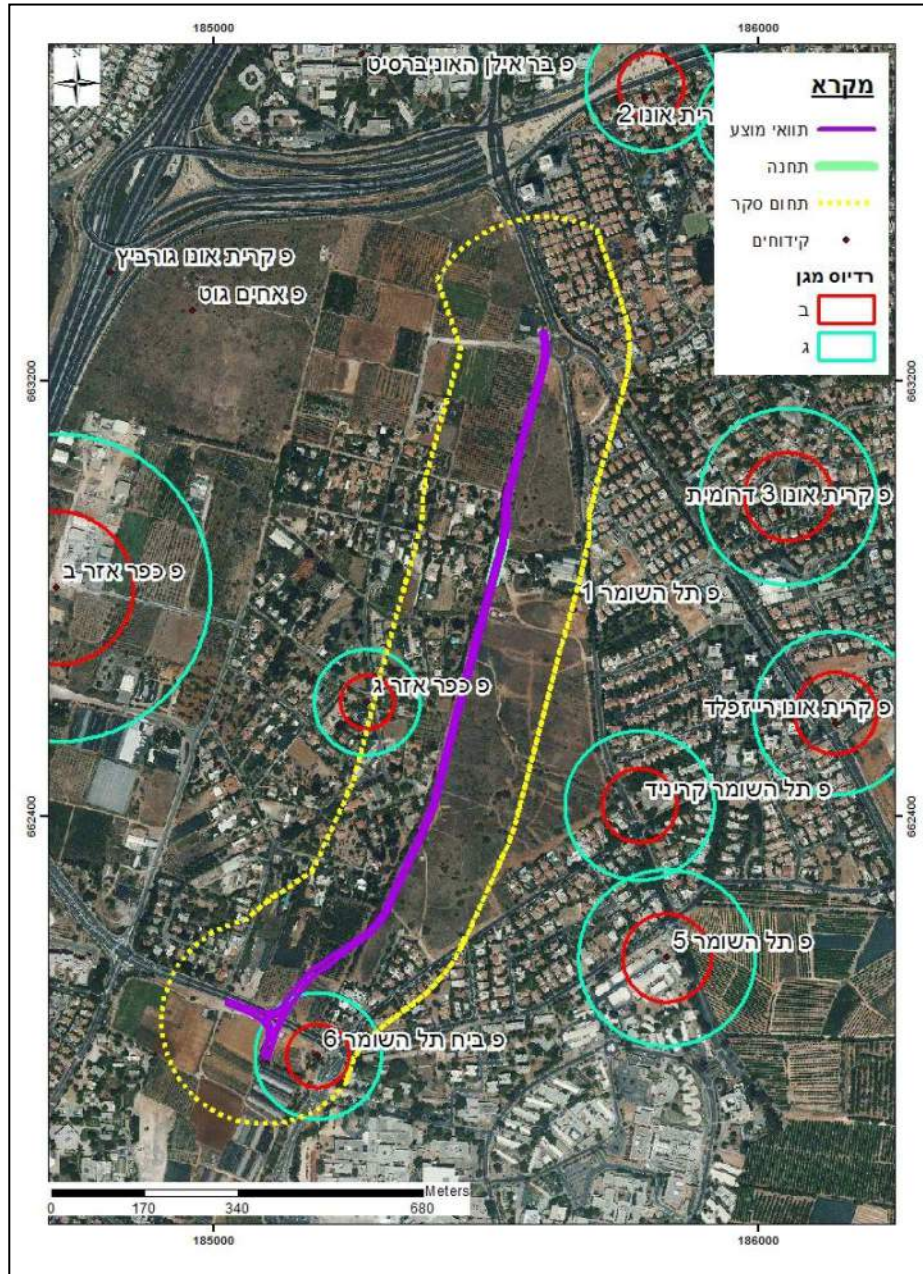 185000
186000
N
פ בר אילן האוניברסיט
רית אונו 2
מקרא
תוואי מוצע
תחנה
תחום סקר
קידוחים
רדיוס מגן
ב
ג
פ קרית אונו גורביץ
פ אחים גוט
663200
663200
פ קרית אונו 3 דרומית
פ כפר אזר ב
פ תל השומר 1
פ כפר אזר ג
פ קרית אונו רייזפלד
פ תל השומר קריניד
662400
662400
פ תל השומר 5
פ ביח תל השומר 6
Meters
0 170 340 680
185000
186000